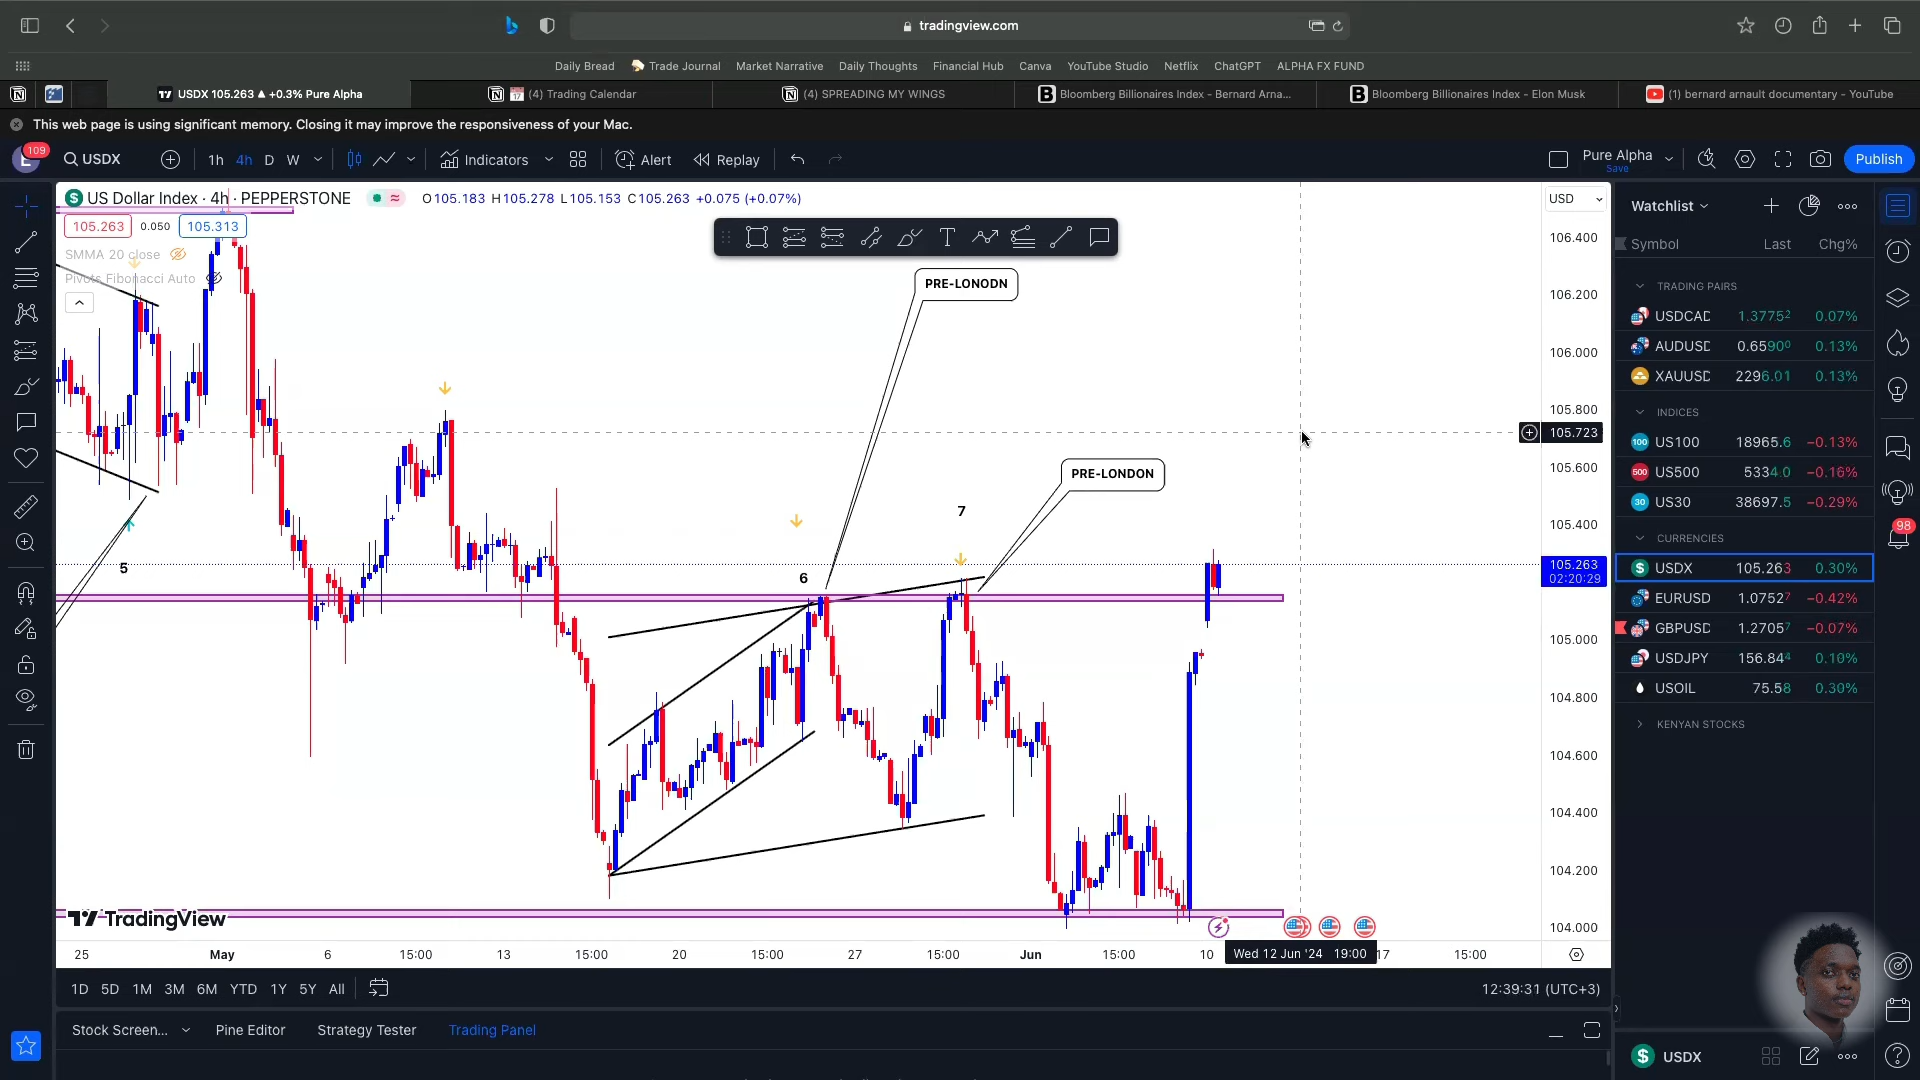 tradingview.com
Daily Bread
Trade Journal
Market Narrative
Daily Thoughts
Financial Hub
Canva
YouTube Studio
Netflix
ChatGPT
ALPHA FX FUND
USDX 105.263 ▲ +0.3% Pure Alpha
(4) Trading Calendar
(4) SPREADING MY WINGS
Bloomberg Billionaires Index - Bernard Arna...
Bloomberg Billionaires Index - Elon Musk
(1) bernard arnault documentary - YouTube
This web page is using significant memory. Closing it may improve the responsiveness of your Mac.
109
USDX
1h
4h
D
W
Indicators
Alert
Replay
Pure Alpha
Save
Publish
US Dollar Index · 4h · PEPPERSTONE
O105.183 H105.278 L105.153 C105.263 +0.075 (+0.07%)
105.263
0.050
105.313
SMMA 20 close
Pivots Fibonacci Auto
USD
PRE-LONODN
PRE-LONDON
5
6
7
106.400
106.200
106.000
105.800
105.723
105.600
105.400
105.263
02:20:29
105.000
104.800
104.600
104.400
104.200
104.000
TradingView
25
May
6
15:00
13
15:00
20
15:00
27
15:00
Jun
15:00
10
Wed 12 Jun '24 19:00
17
15:00
1D
5D
1M
3M
6M
YTD
1Y
5Y
All
12:39:31 (UTC+3)
Stock Screen...
Pine Editor
Strategy Tester
Trading Panel
Watchlist
Symbol
Last
Chg%
TRADING PAIRS
USDCAD 1.37752 0.07%
AUDUSD 0.65900 0.13%
XAUUSD 2296.01 0.13%
INDICES
100 US100 18965.6 −0.13%
500 US500 5334.0 −0.16%
30 US30 38697.5 −0.29%
CURRENCIES
USDX 105.263 0.30%
EURUSD 1.07527 −0.42%
GBPUSD 1.27057 −0.07%
USDJPY 156.844 0.10%
USOIL 75.58 0.30%
KENYAN STOCKS
98
USDX